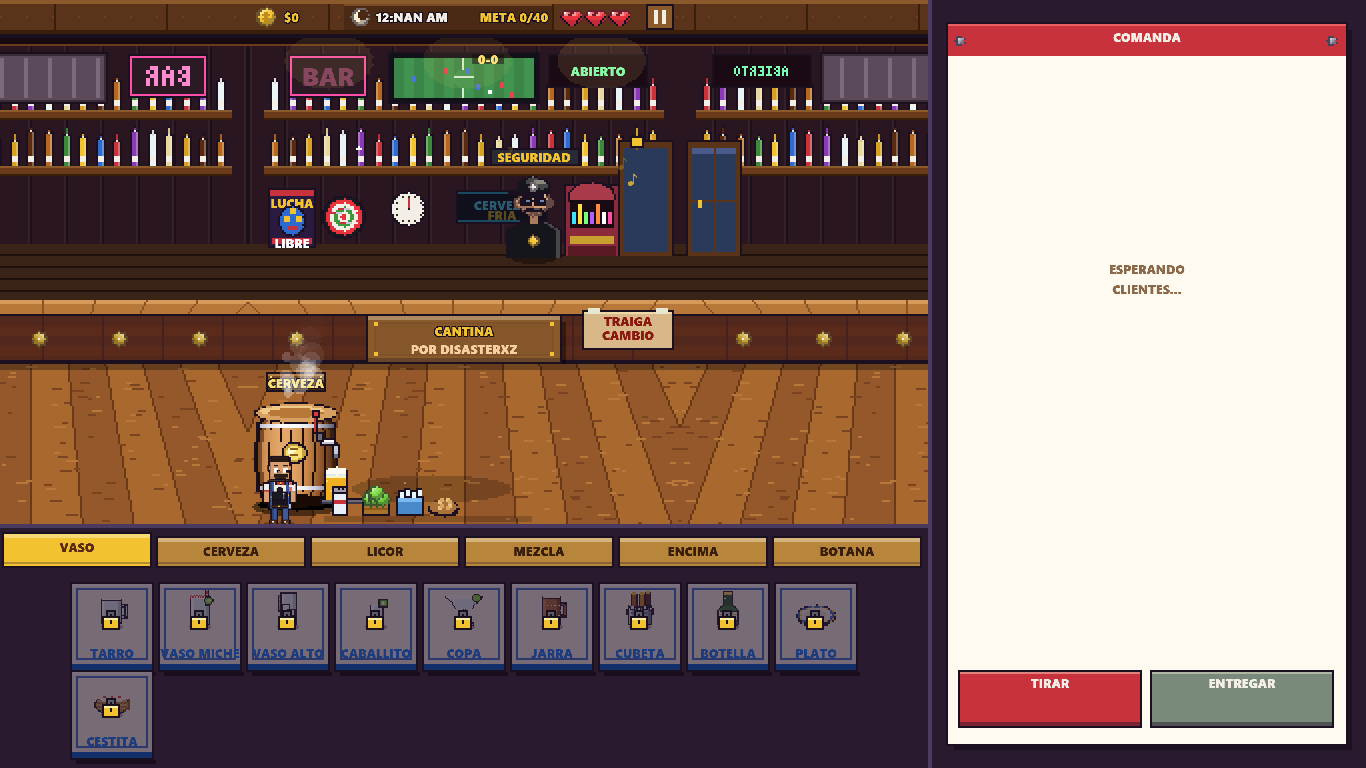 $0
12:NAN AM
META 0/40
COMANDA
BAR
BAR
0-0
ABIERTO
ABIERTO
SEGURIDAD
LUCHA
LIBRE
FRIA
ESPERANDO
CLIENTES...
CANTINA
POR DISASTERXZ
TRAIGA
CAMBIO
CERVEZA
VASO
CERVEZA
LICOR
MEZCLA
ENCIMA
BOTANA
TARRO
VASO MICHE
VASO ALTO
CABALLITO
COPA
JARRA
CUBETA
BOTELLA
PLATO
CESTITA
TIRAR
ENTREGAR